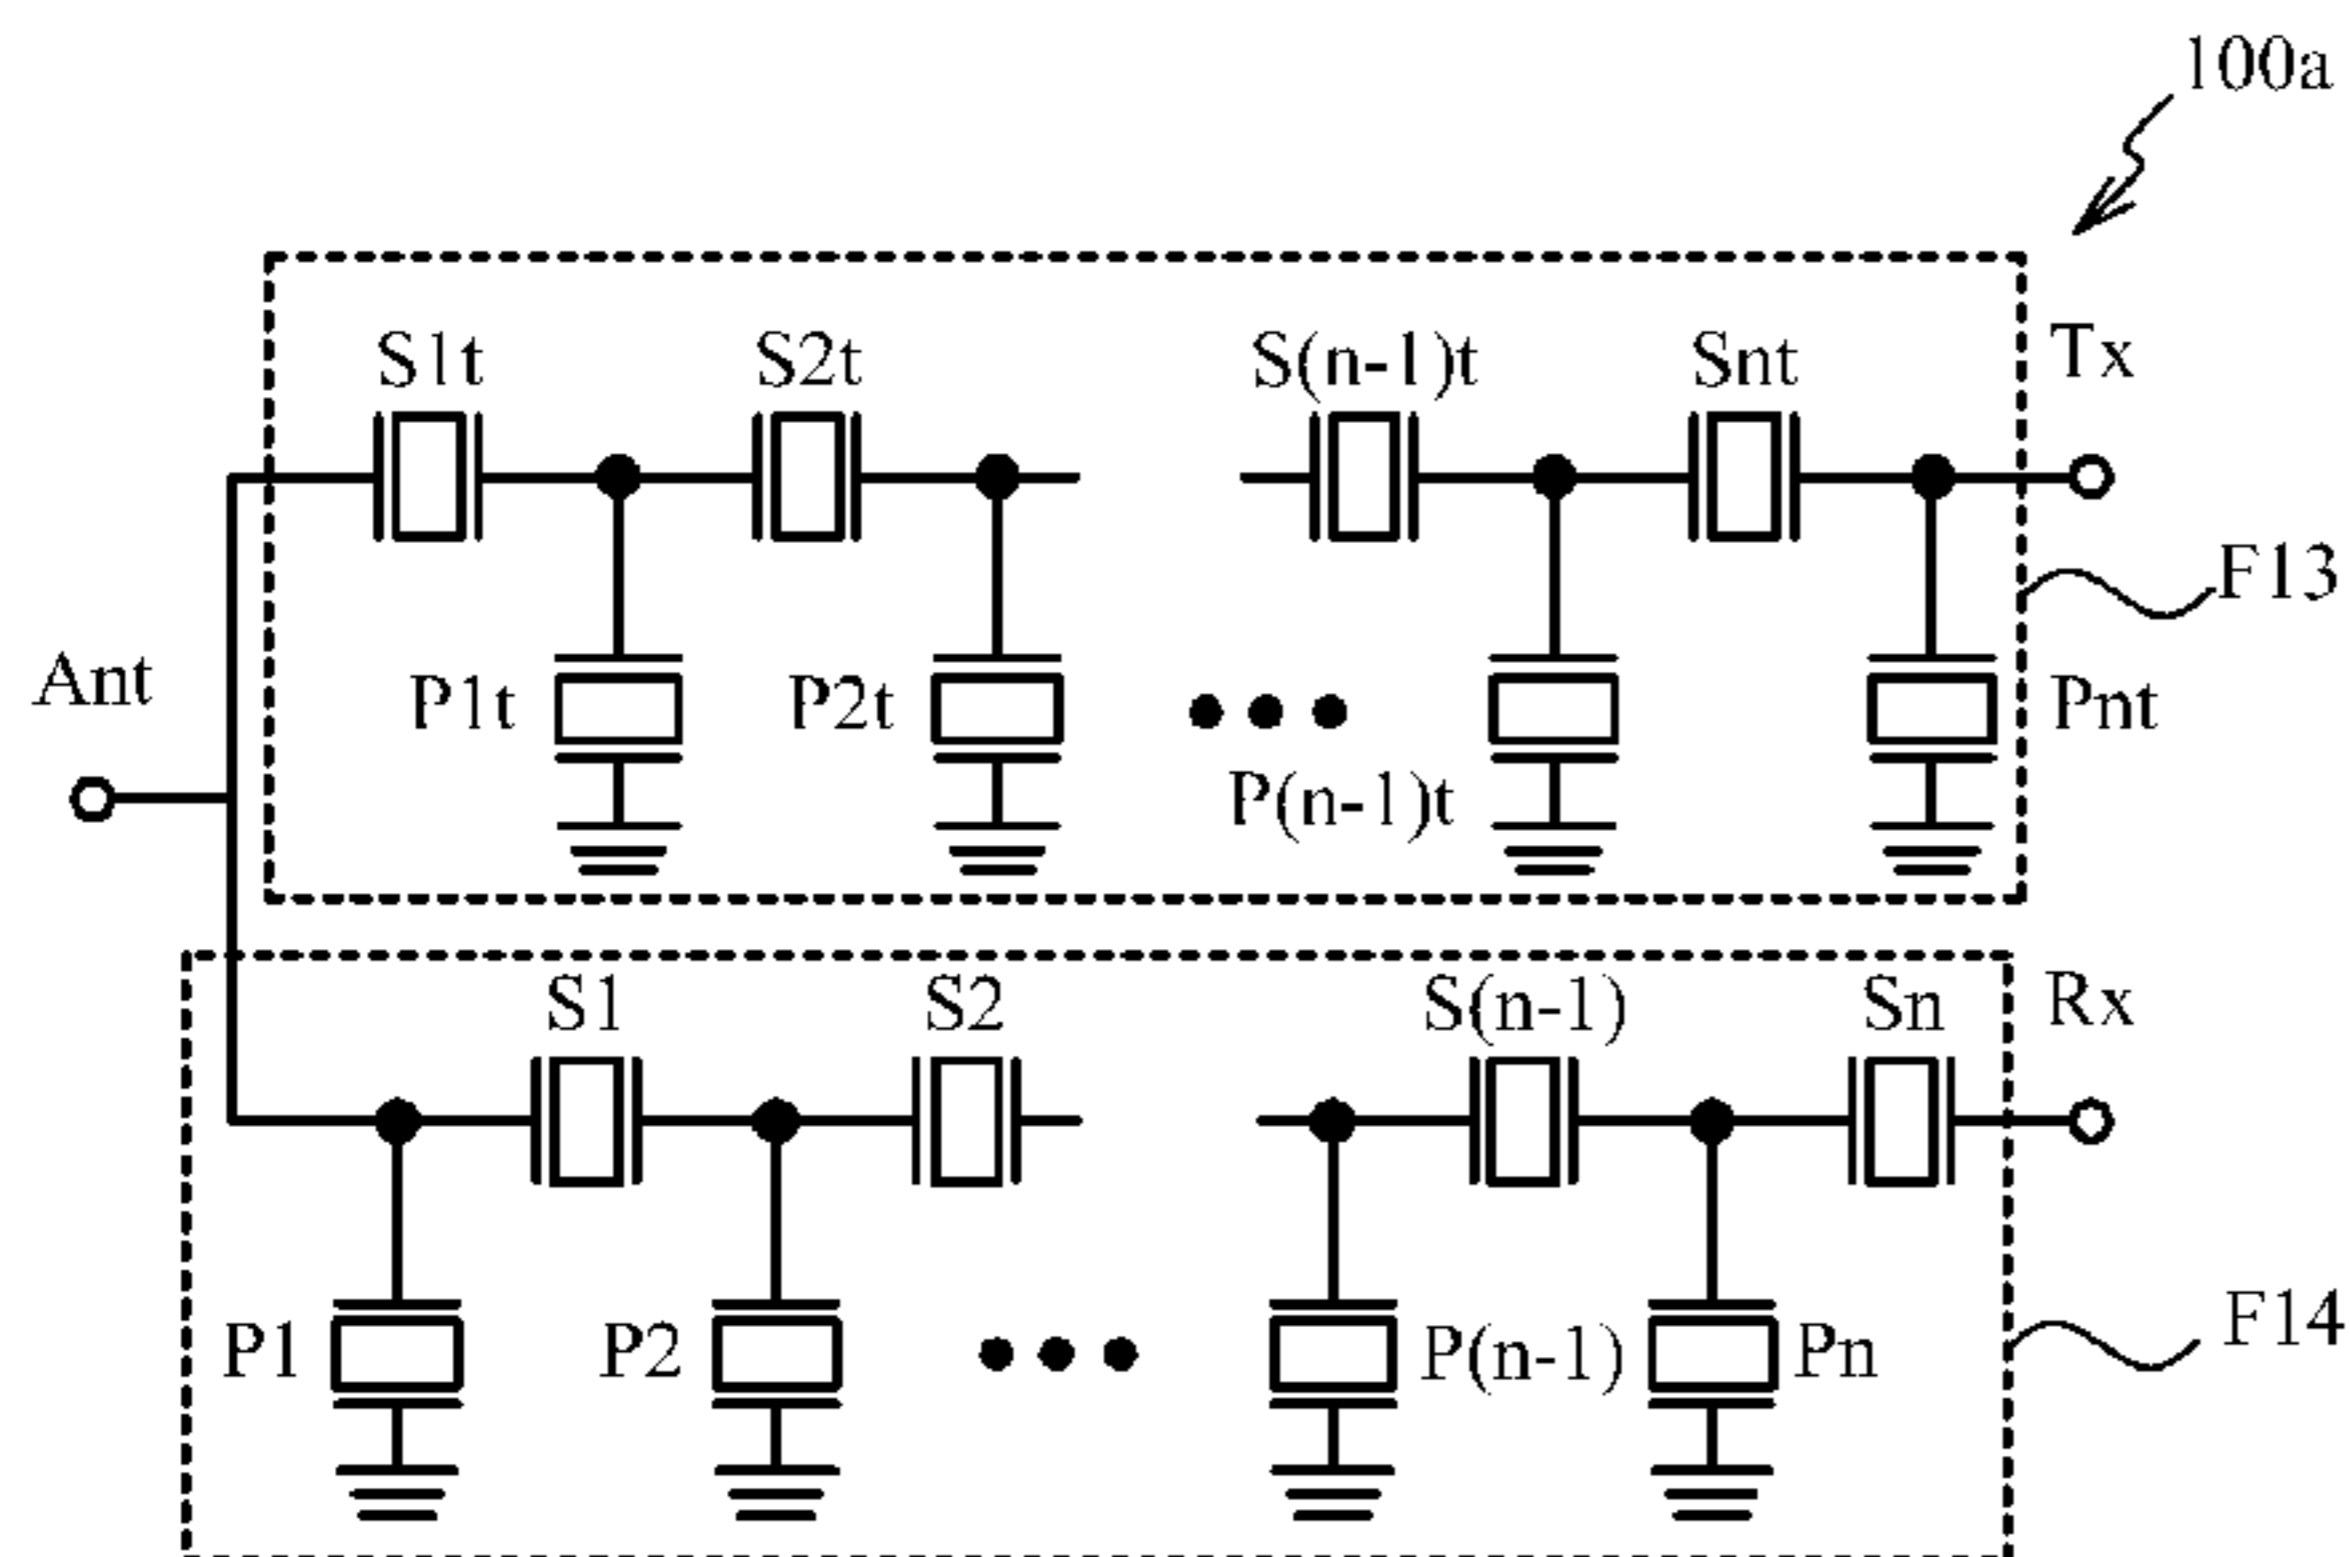 100a
S1t S2t S(n-1)t Snt Tx
F13
Ant P1t P2t Pnt
P(n-1)t
S1 S2 S(n-1) Sn Rx
P1 P2 P(n-1) Pn F14